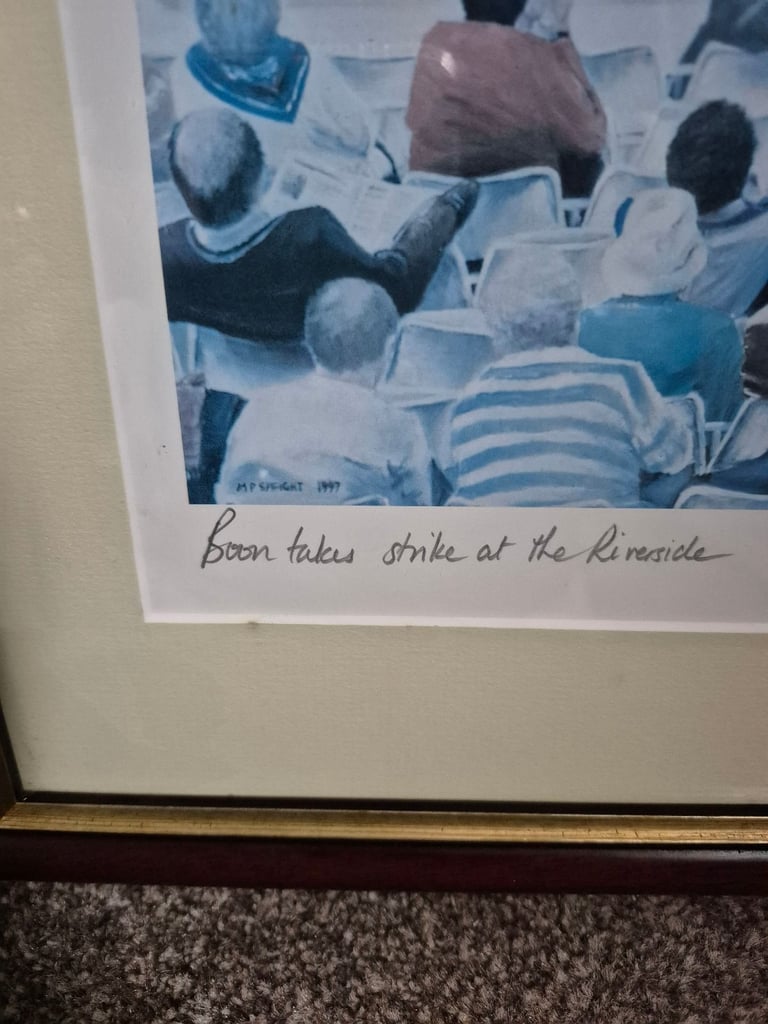 M P SPEIGHT 1997
Boon takes strike at the Riverside